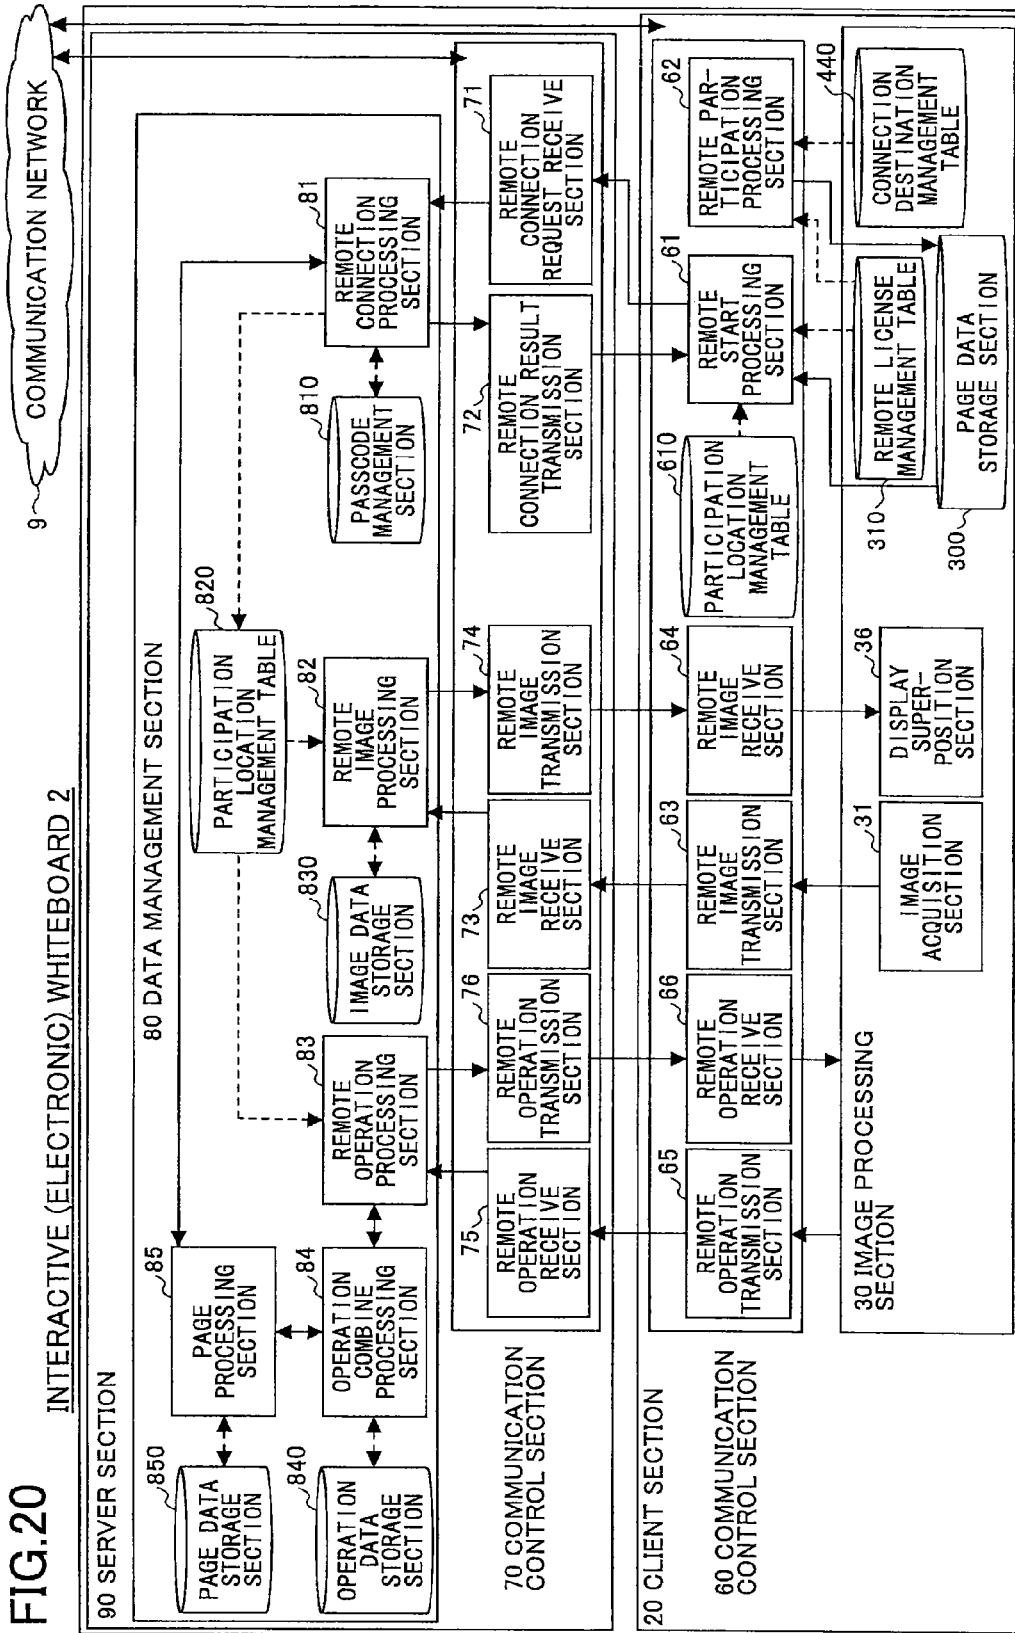 FIG.20
INTERACTIVE (ELECTRONIC) WHITEBOARD 2
9
COMMUNICATION NETWORK
90 SERVER SECTION
80 DATA MANAGEMENT SECTION
850
PAGE DATA
STORAGE
SECTION
85
PAGE
PROCESSING
SECTION
820
PARTICIPATION
LOCATION
MANAGEMENT TABLE
81
REMOTE
CONNECTION
PROCESSING
SECTION
840
OPERATION
DATA
STORAGE
SECTION
84
OPERATION
COMBINE
PROCESSING
SECTION
83
REMOTE
OPERATION
PROCESSING
SECTION
830
IMAGE DATA
STORAGE
SECTION
82
REMOTE
IMAGE
PROCESSING
SECTION
810
PASSCODE
MANAGEMENT
SECTION
70 COMMUNICATION
CONTROL SECTION
75
REMOTE
OPERATION
RECEIVE
SECTION
76
REMOTE
OPERATION
TRANSMISSION
SECTION
73
REMOTE
IMAGE
RECEIVE
SECTION
74
REMOTE
IMAGE
TRANSMISSION
SECTION
72
REMOTE
CONNECTION RESULT
TRANSMISSION
SECTION
71
REMOTE
CONNECTION
REQUEST RECEIVE
SECTION
20 CLIENT SECTION
60 COMMUNICATION
CONTROL SECTION
65
REMOTE
OPERATION
TRANSMISSION
SECTION
66
REMOTE
OPERATION
RECEIVE
SECTION
63
REMOTE
IMAGE
TRANSMISSION
SECTION
64
REMOTE
IMAGE
RECEIVE
SECTION
610
PARTICIPATION
LOCATION
MANAGEMENT
TABLE
61
REMOTE
START
PROCESSING
SECTION
62
REMOTE PAR-
TICIPATION
PROCESSING
SECTION
30 IMAGE PROCESSING
SECTION
31
IMAGE
ACQUISITION
SECTION
36
DISPLAY
SUPER-
POSITION
SECTION
310
REMOTE LICENSE
MANAGEMENT TABLE
440
CONNECTION
DESTINATION
MANAGEMENT
TABLE
300
PAGE DATA
STORAGE SECTION